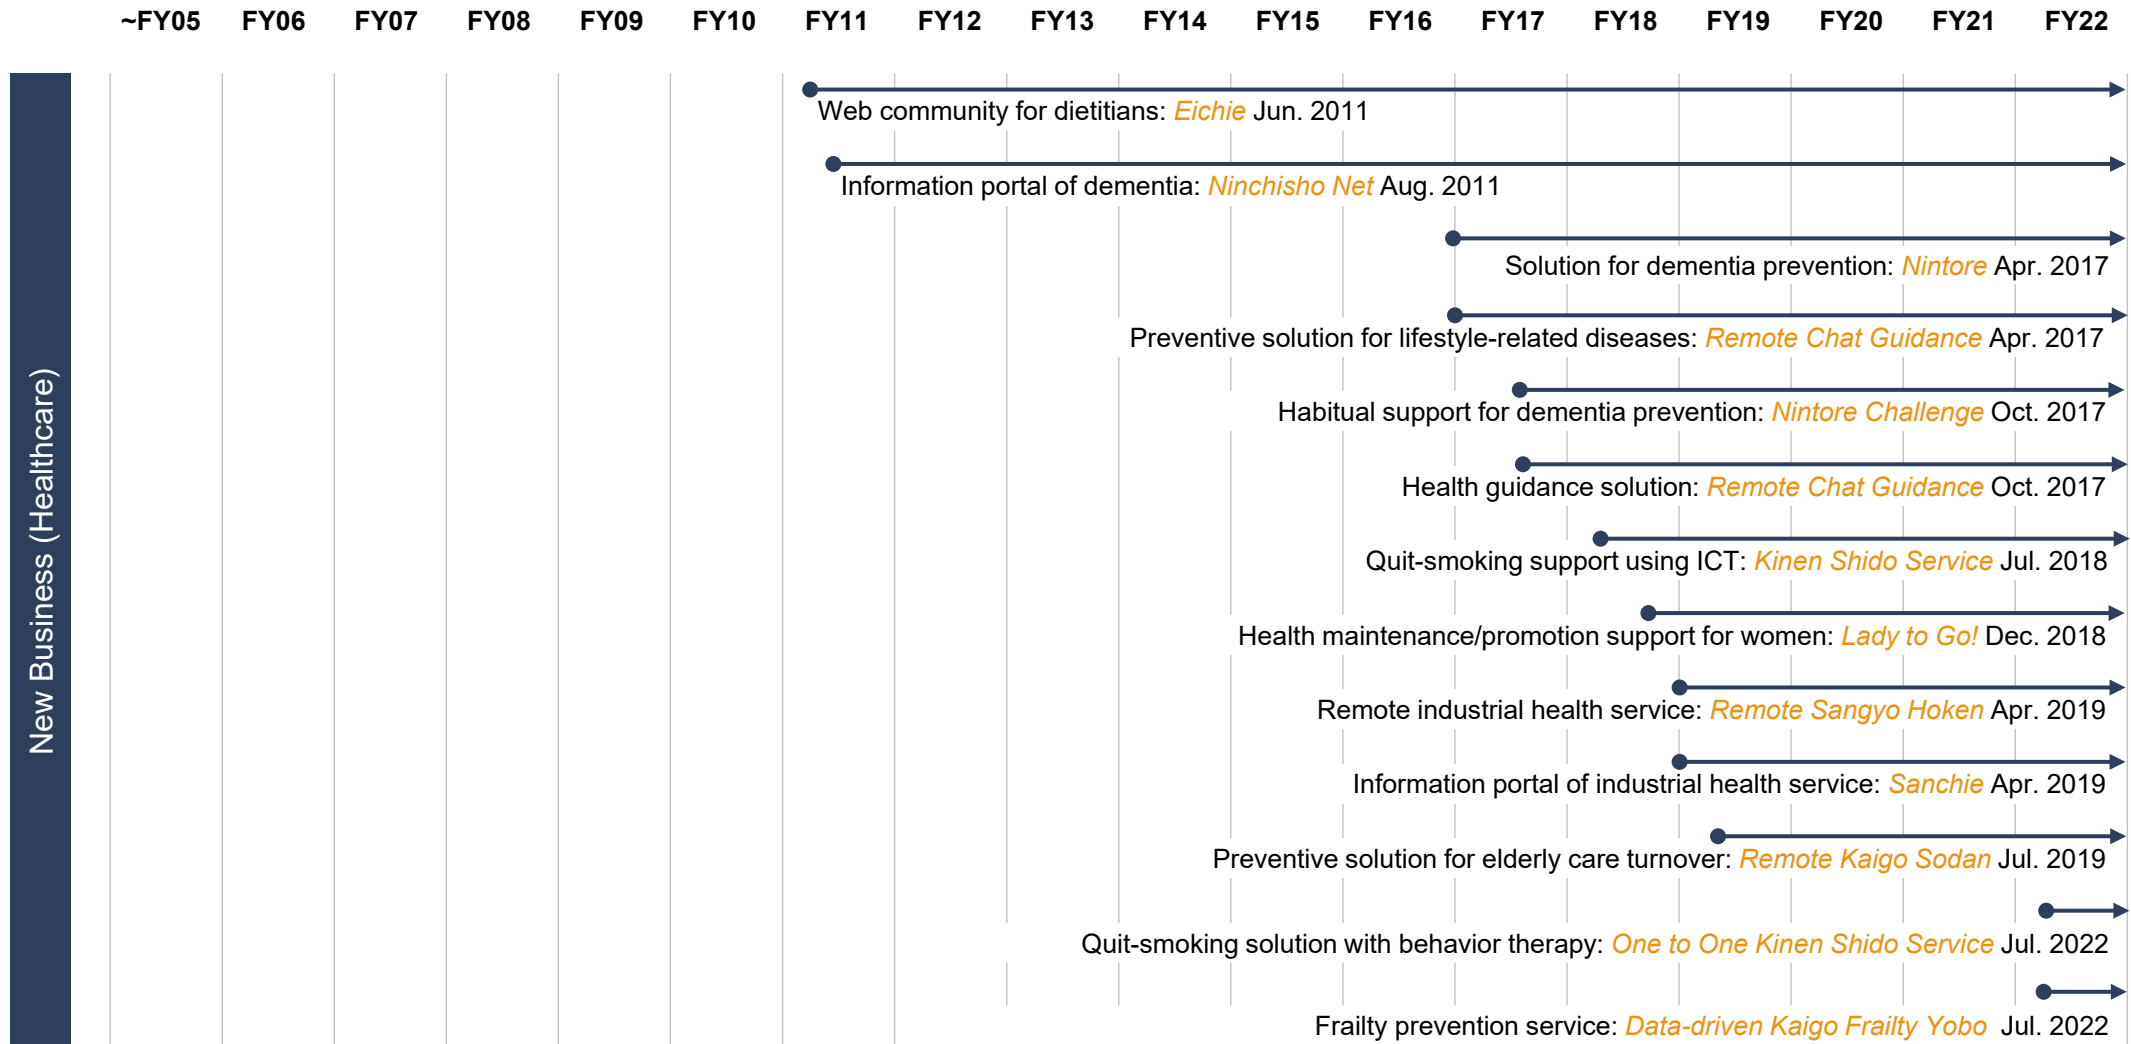 ~FY05 FY06 FY07 FY08 FY09 FY10 FY11 FY12 FY13 FY14 FY15 FY16 FY17 FY18 FY19 FY20 FY21 FY22
New Business (Healthcare)
Web community for dietitians: Eichie Jun. 2011
Information portal of dementia: Ninchisho Net Aug. 2011
Solution for dementia prevention: Nintore Apr. 2017
Preventive solution for lifestyle-related diseases: Remote Chat Guidance Apr. 2017
Habitual support for dementia prevention: Nintore Challenge Oct. 2017
Health guidance solution: Remote Chat Guidance Oct. 2017
Quit-smoking support using ICT: Kinen Shido Service Jul. 2018
Health maintenance/promotion support for women: Lady to Go! Dec. 2018
Remote industrial health service: Remote Sangyo Hoken Apr. 2019
Information portal of industrial health service: Sanchie Apr. 2019
Preventive solution for elderly care turnover: Remote Kaigo Sodan Jul. 2019
Quit-smoking solution with behavior therapy: One to One Kinen Shido Service Jul. 2022
Frailty prevention service: Data-driven Kaigo Frailty Yobo Jul. 2022